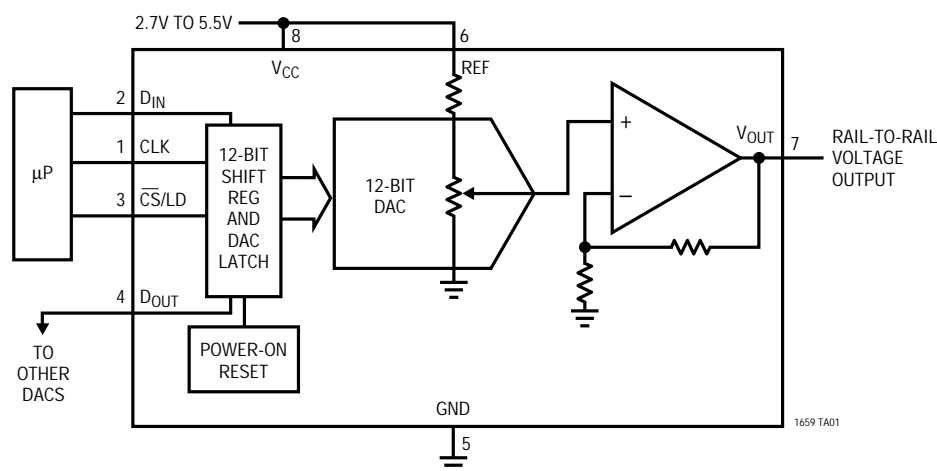 2.7V TO 5.5V
8
6
VCC
REF
μP
2
DIN
1
CLK
3
C̅S̅/LD
4
DOUT
12-BIT
SHIFT
REG
AND
DAC
LATCH
12-BIT
DAC
+
–
VOUT
7
RAIL-TO-RAIL
VOLTAGE
OUTPUT
TO
OTHER
DACS
POWER-ON
RESET
GND
5
1659 TA01